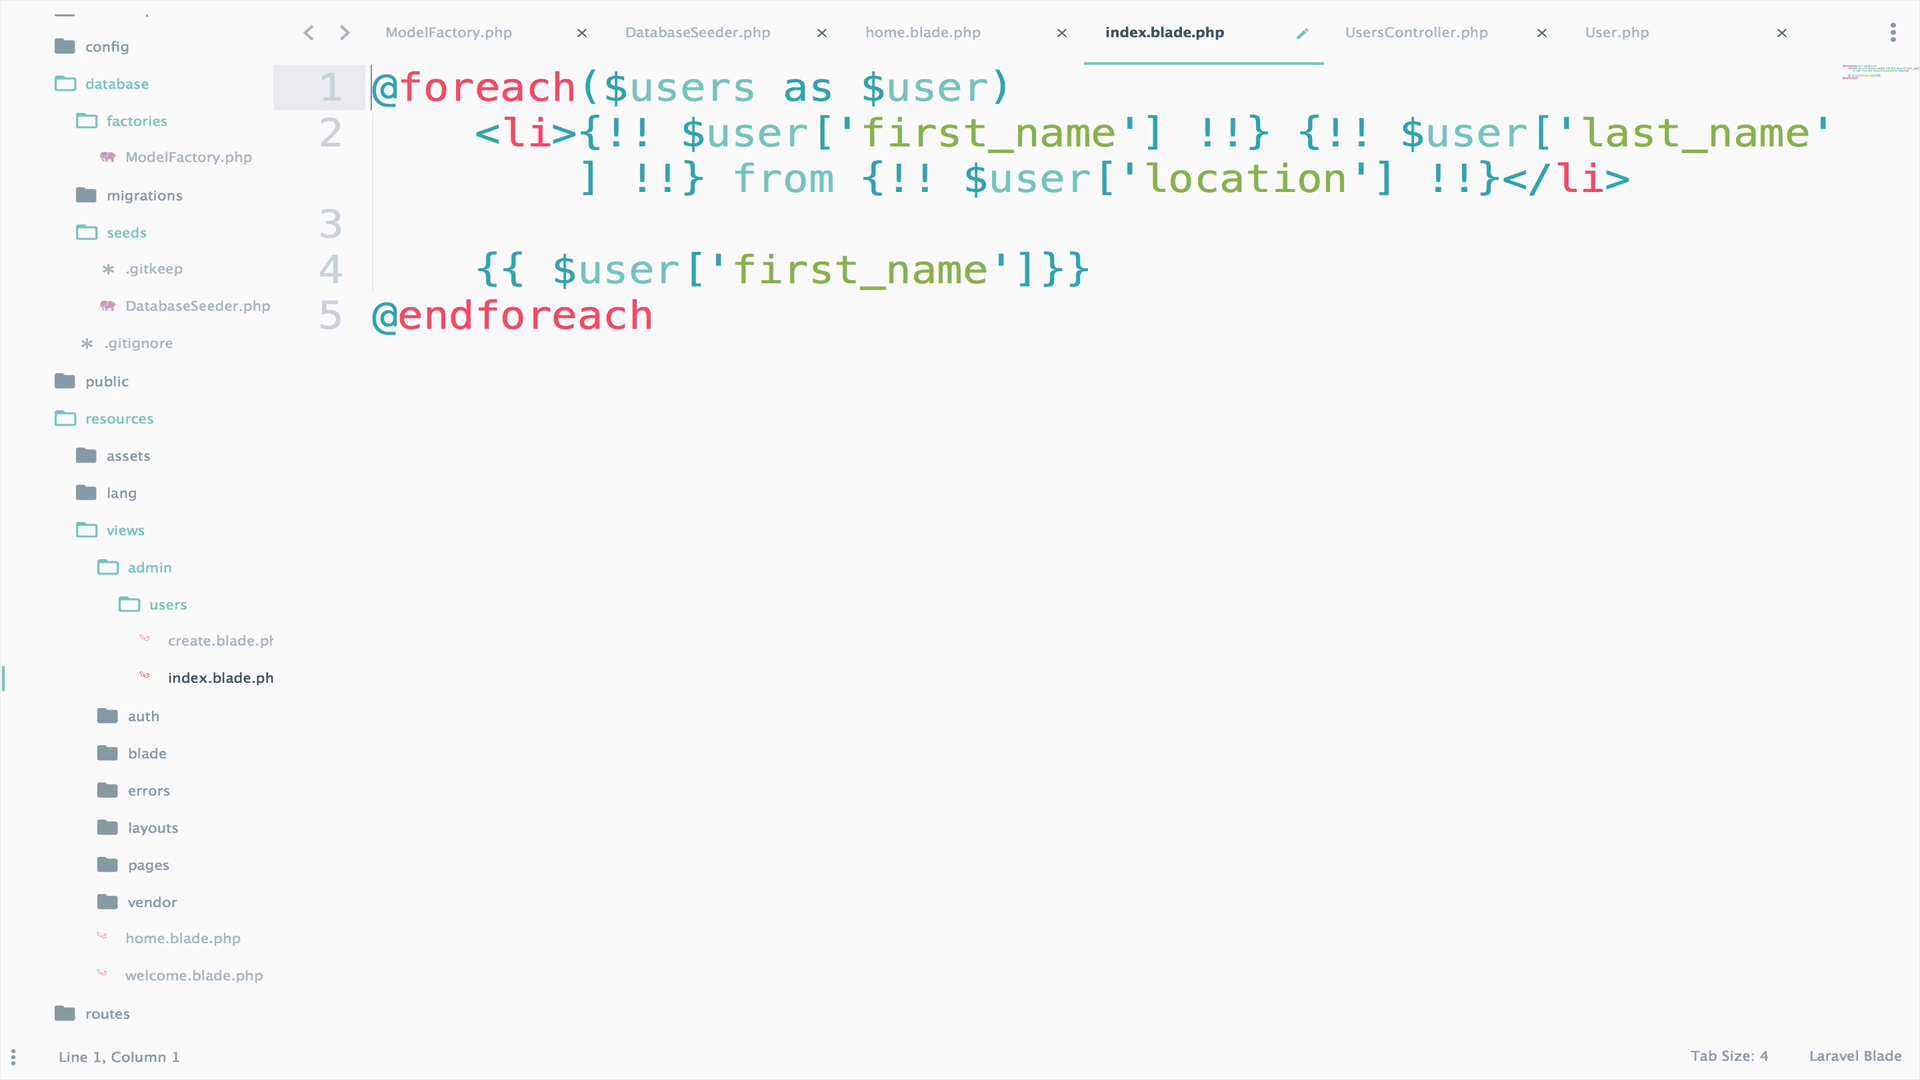 config
database
factories
ModelFactory.php
migrations
seeds
.gitkeep
DatabaseSeeder.php
.gitignore
public
resources
assets
lang
views
admin
users
create.blade.ph
index.blade.ph
auth
blade
errors
layouts
pages
vendor
home.blade.php
welcome.blade.php
routes
ModelFactory.php
DatabaseSeeder.php
home.blade.php
index.blade.php
UsersController.php
User.php
1 @foreach($users as $user)
2 <li>{!! $user['first_name'] !!} {!! $user['last_name'
] !!} from {!! $user['location'] !!}</li>
3
4 {{ $user['first_name']}}
5 @endforeach
Line 1, Column 1
Tab Size: 4
Laravel Blade